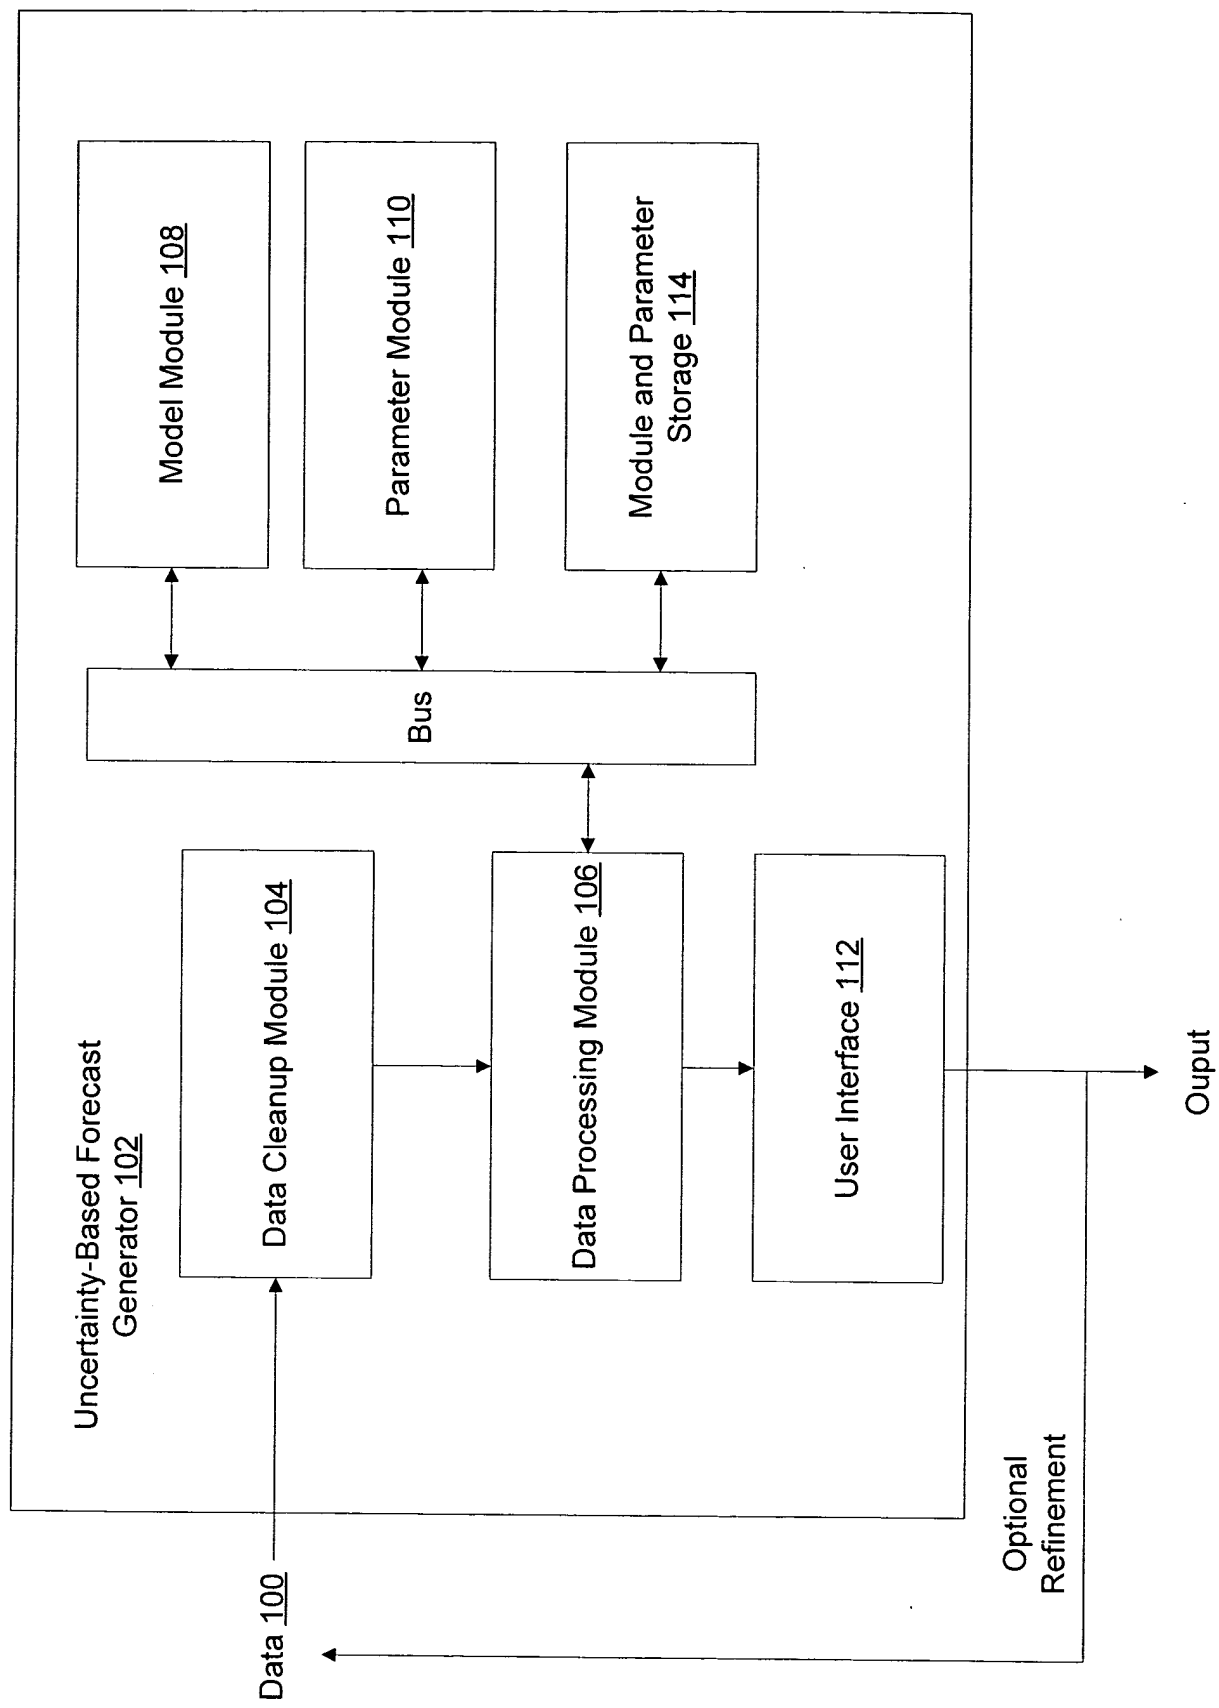 Uncertainty-Based Forecast
Generator 102
Data 100
Data Cleanup Module 104
Data Processing Module 106
User Interface 112
Bus
Model Module 108
Parameter Module 110
Module and Parameter
Storage 114
Optional
Refinement
Ouput